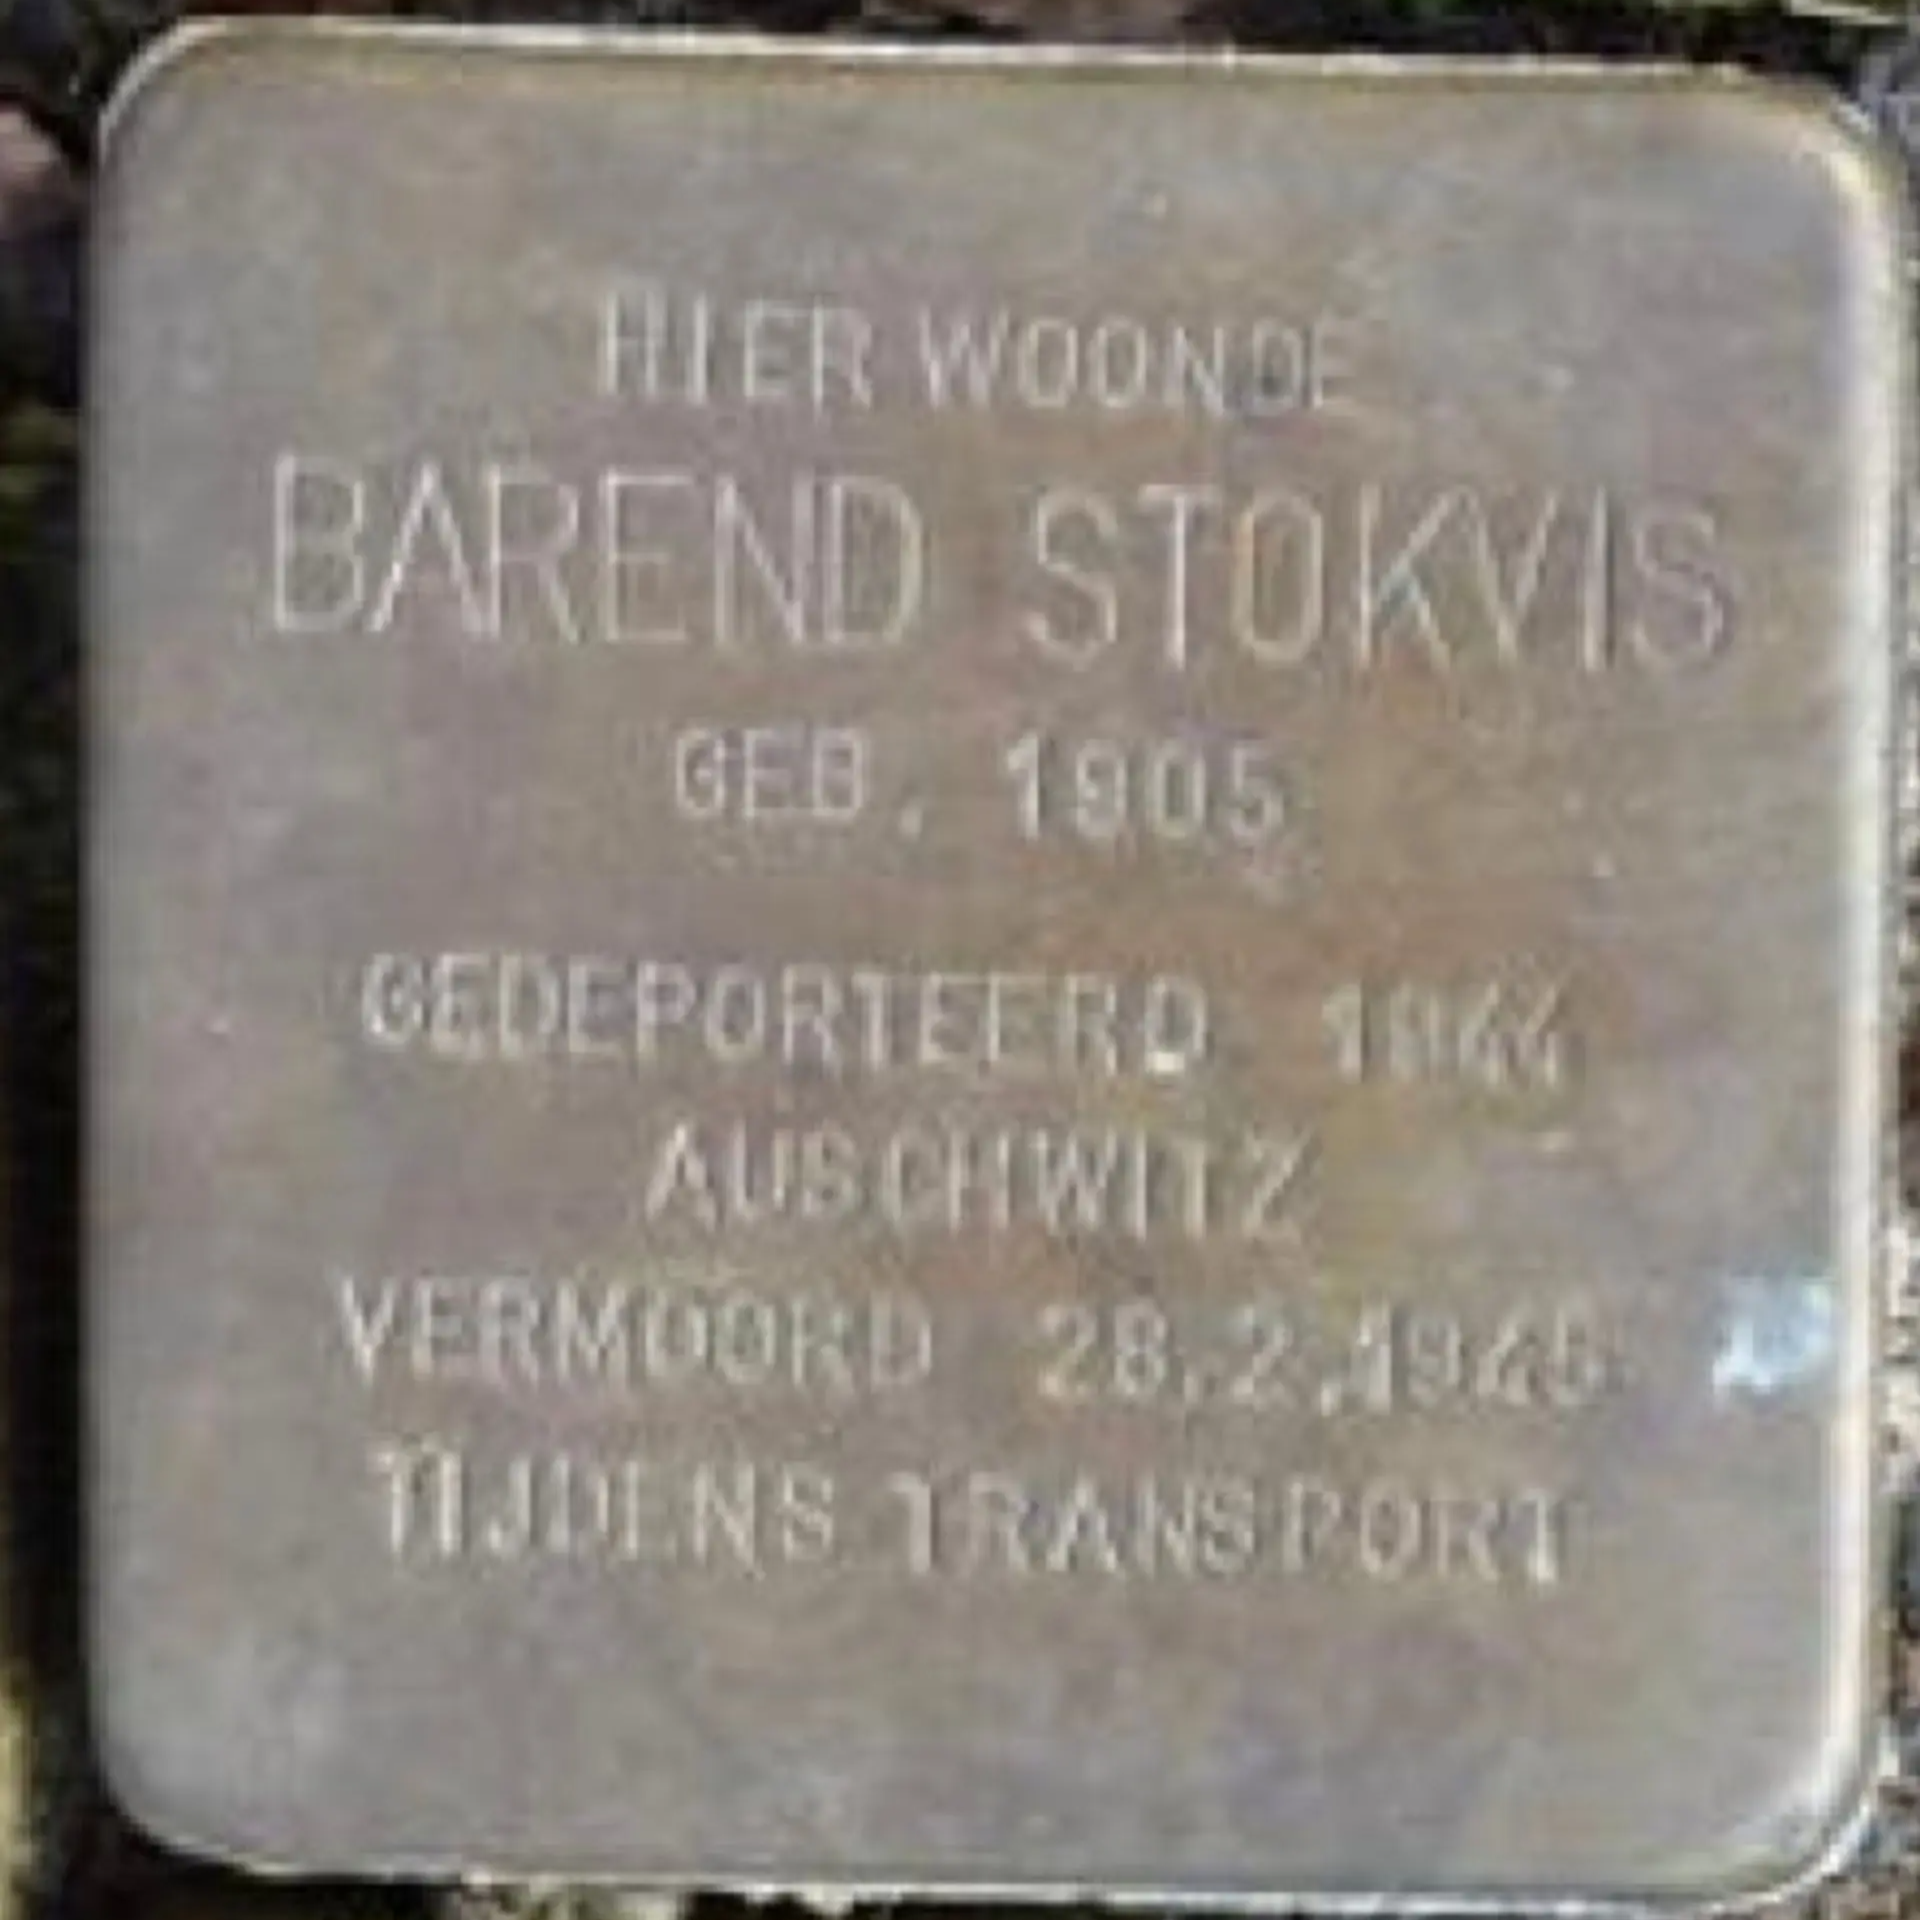 HIER WOONDE
BAREND STOKVIS
GEB. 1905
GEDEPORTEERD 1944
AUSCHWITZ
VERMOORD 28.2.1945
TIJDENS TRANSPORT